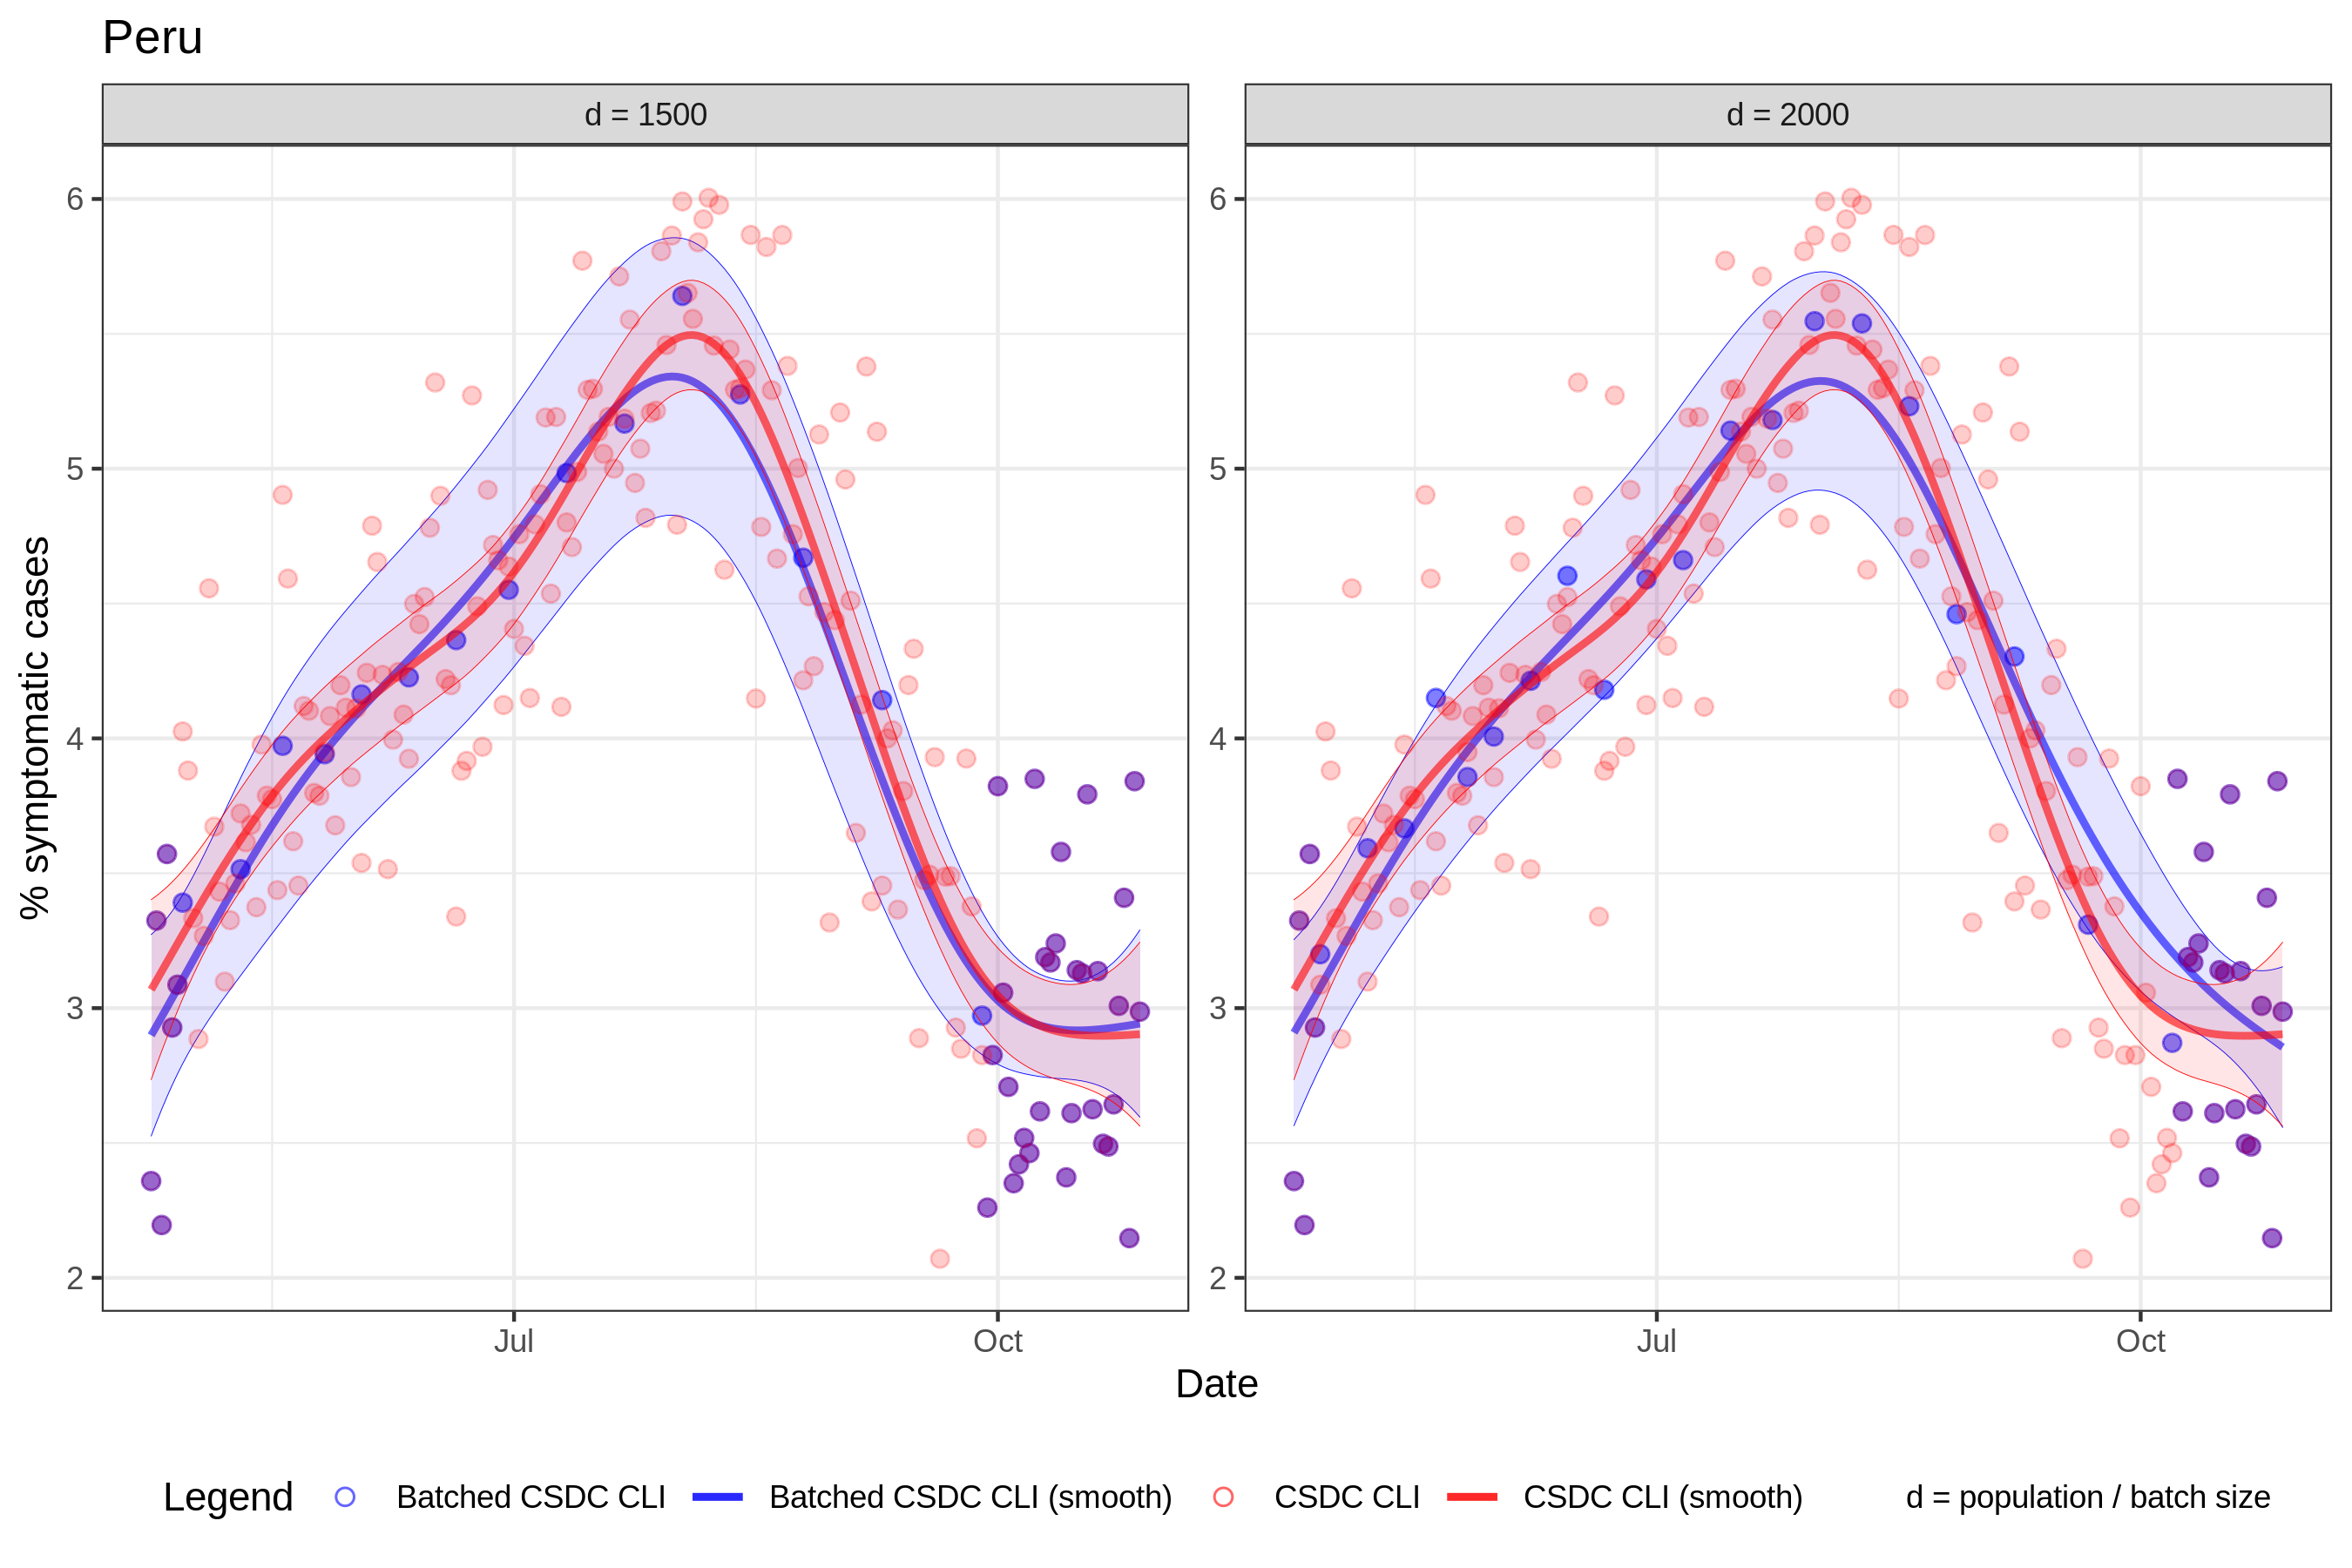 Peru
d = 1500
d = 2000
% symptomatic cases
6
5
4
3
2
6
5
4
3
2
Jul
Oct
Jul
Oct
Date
Legend
Batched CSDC CLI
Batched CSDC CLI (smooth)
CSDC CLI
CSDC CLI (smooth)
d = population / batch size